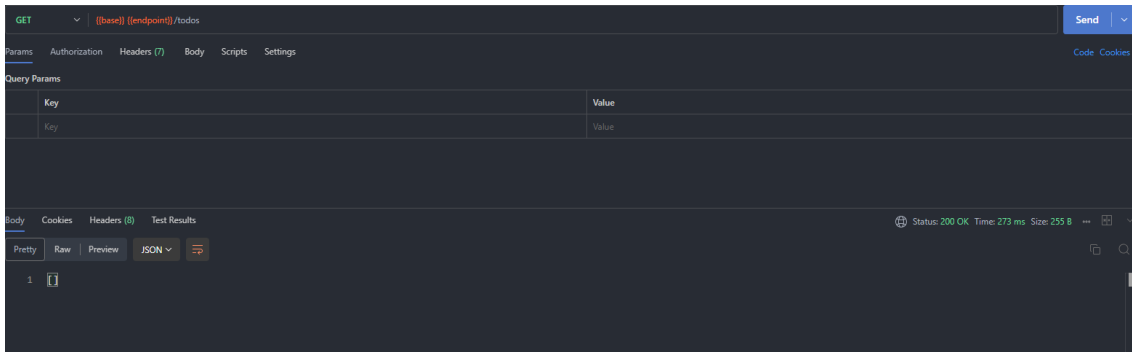 GET {{base}} {{endpoint}}/todos Send
Params Authorization Headers (7) Body Scripts Settings Code Cookies
Query Params
Key Value
Key Value
Body Cookies Headers (8) Test Results Status: 200 OK Time: 273 ms Size: 255 B
Pretty Raw Preview JSON
1 []